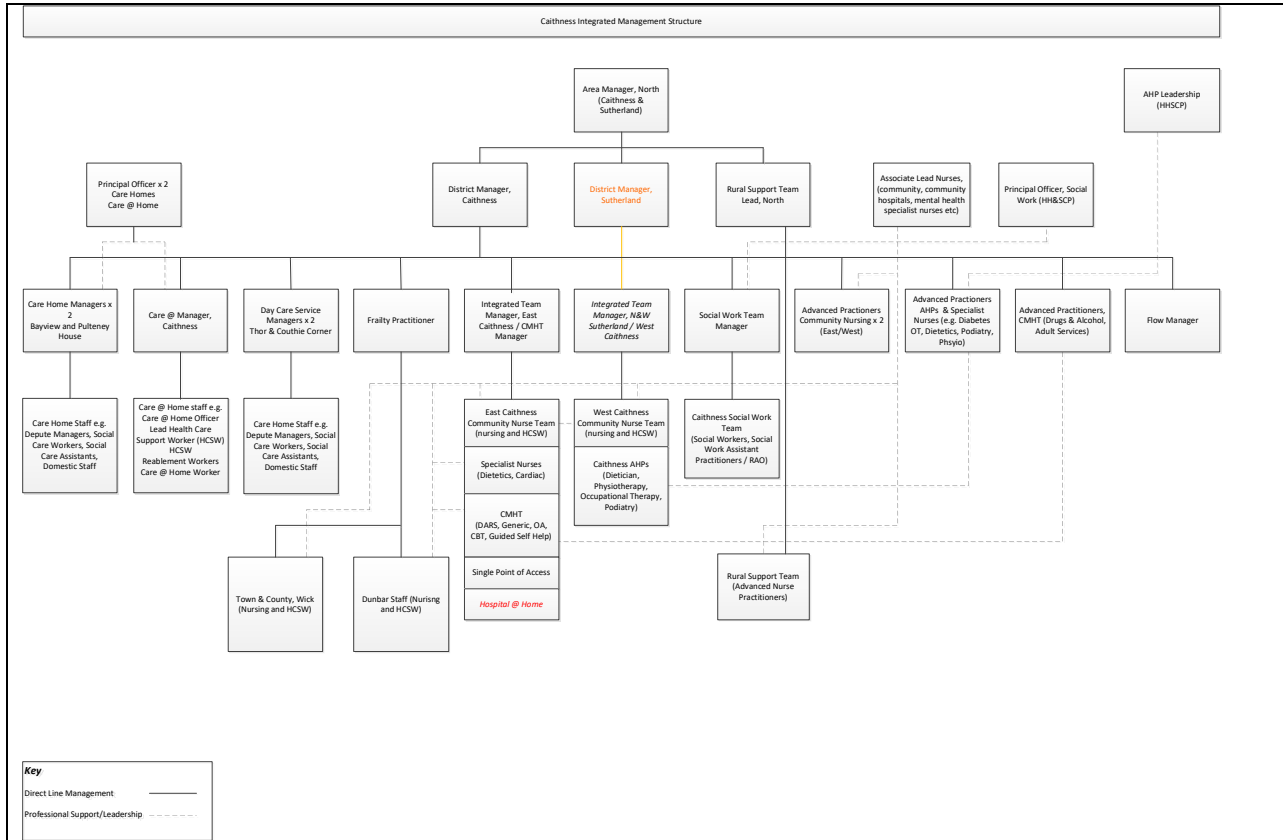 Caithness Integrated Management Structure
Area Manager, North
(Caithness &
Sutherland)
AHP Leadership
(HHSCP)
Principal Officer x 2
Care Homes
Care @ Home
District Manager,
Caithness
District Manager,
Sutherland
Rural Support Team
Lead, North
Associate Lead Nurses,
(community, community
hospitals, mental health
specialist nurses etc)
Principal Officer, Social
Work (HH&SCP)
Care Home Managers x
2
Bayview and Pulteney
House
Care @ Manager,
Caithness
Day Care Service
Managers x 2
Thor & Couthie Corner
Frailty Practitioner
Integrated Team
Manager, East
Caithness / CMHT
Manager
Integrated Team
Manager, N&W
Sutherland / West
Caithness
Social Work Team
Manager
Advanced Practioners
Community Nursing x 2
(East/West)
Advanced Practioners
AHPs & Specialist
Nurses (e.g. Diabetes
OT, Dietetics, Podiatry,
Phsyio)
Advanced Practitioners,
CMHT (Drugs & Alcohol,
Adult Services)
Flow Manager
Care Home Staff e.g.
Depute Managers, Social
Care Workers, Social
Care Assistants,
Domestic Staff
Care @ Home staff e.g.
Care @ Home Officer
Lead Health Care
Support Worker (HCSW)
HCSW
Reablement Workers
Care @ Home Worker
Care Home Staff e.g.
Depute Managers, Social
Care Workers, Social
Care Assistants,
Domestic Staff
East Caithness
Community Nurse Team
(nursing and HCSW)
Specialist Nurses
(Dietetics, Cardiac)
CMHT
(DARS, Generic, OA,
CBT, Guided Self Help)
Single Point of Access
Hospital @ Home
West Caithness
Community Nurse Team
(nursing and HCSW)
Caithness AHPs
(Dietician,
Physiotherapy,
Occupational Therapy,
Podiatry)
Caithness Social Work
Team
(Social Workers, Social
Work Assistant
Practitioners / RAO)
Town & County, Wick
(Nursing and HCSW)
Dunbar Staff (Nurisng
and HCSW)
Rural Support Team
(Advanced Nurse
Practitioners)
Key
Direct Line Management
Professional Support/Leadership